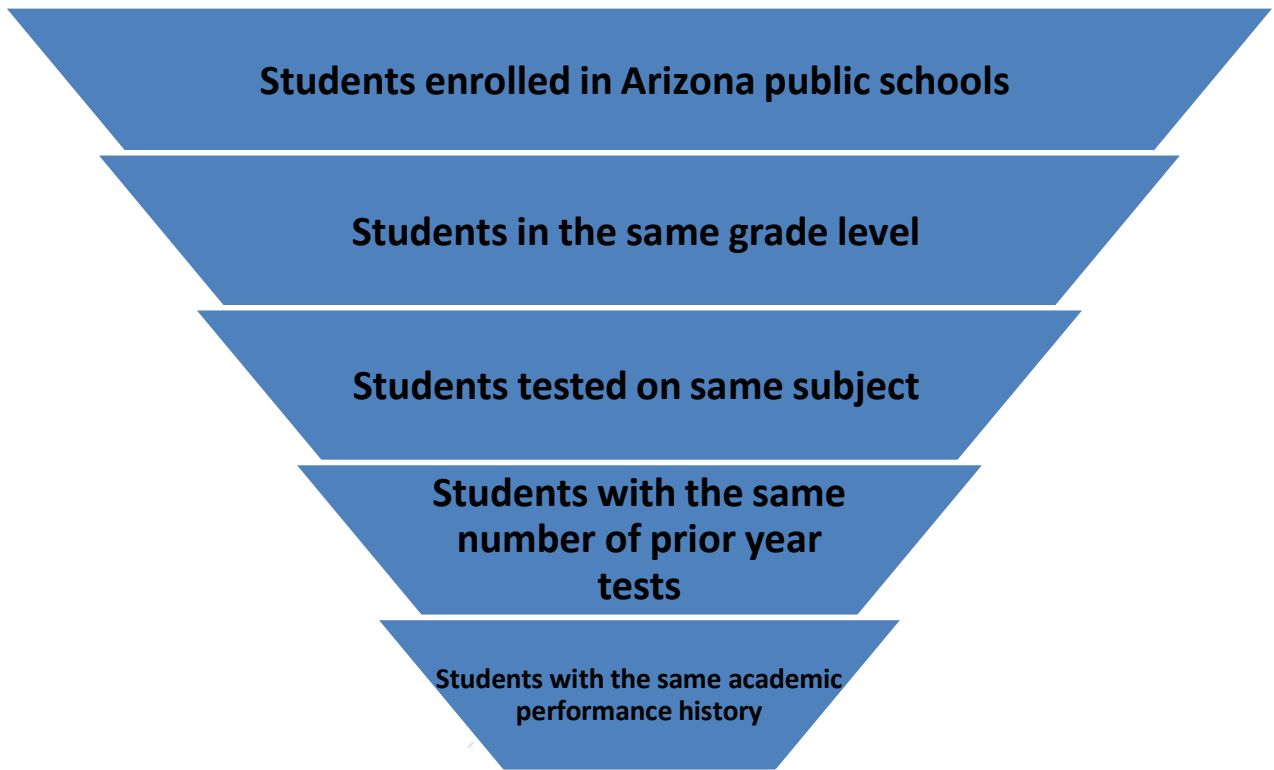 Students enrolled in Arizona public schools
Students in the same grade level
Students tested on same subject
Students with the same
number of prior year
tests
Students with the same academic
performance history